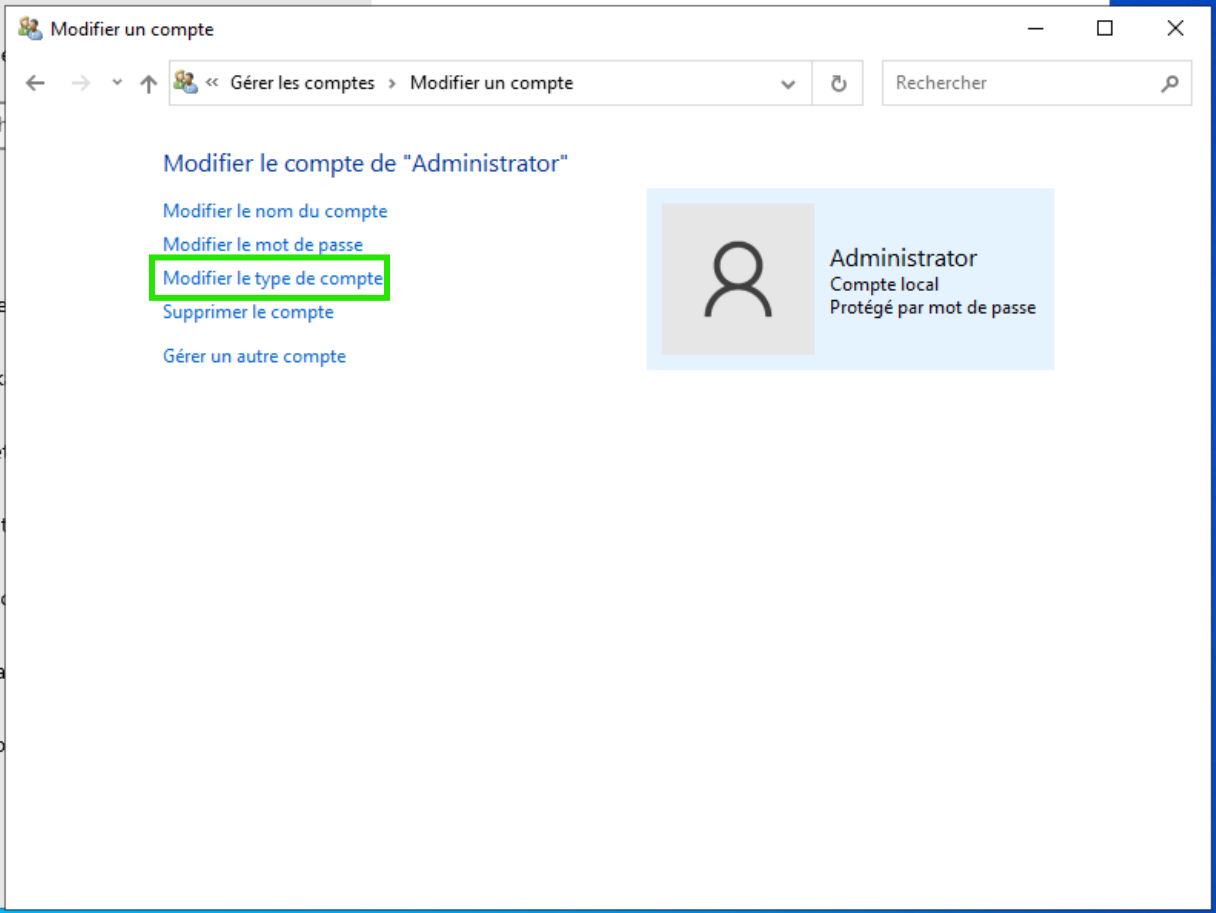 Modifier un compte
« Gérer les comptes › Modifier un compte
Rechercher
Modifier le compte de "Administrator"
Modifier le nom du compte
Modifier le mot de passe
Modifier le type de compte
Supprimer le compte
Gérer un autre compte
Administrator
Compte local
Protégé par mot de passe